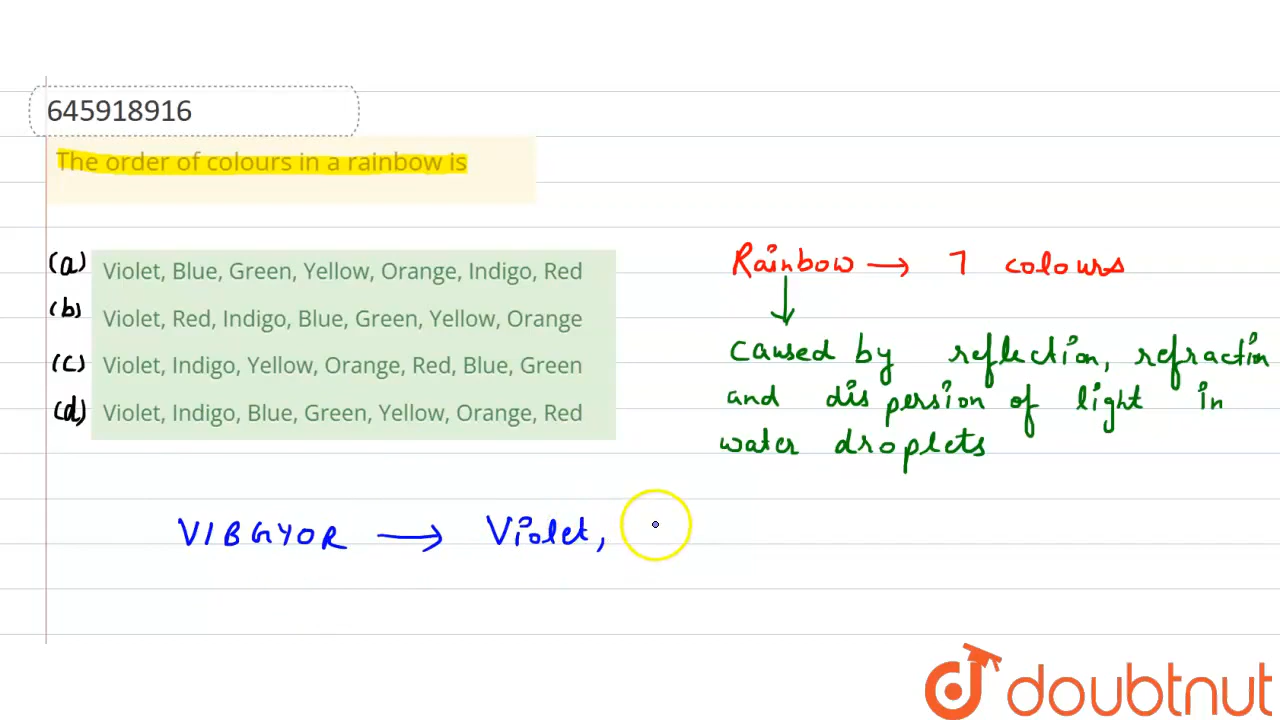 645918916
The order of colours in a rainbow is
(a) Violet, Blue, Green, Yellow, Orange, Indigo, Red
(b) Violet, Red, Indigo, Blue, Green, Yellow, Orange
(c) Violet, Indigo, Yellow, Orange, Red, Blue, Green
(d) Violet, Indigo, Blue, Green, Yellow, Orange, Red
Rainbow → 7 colours
↓
Caused by reflection, refraction
and dispersion of light in
water droplets
VIBGYOR → Violet,
doubtnut